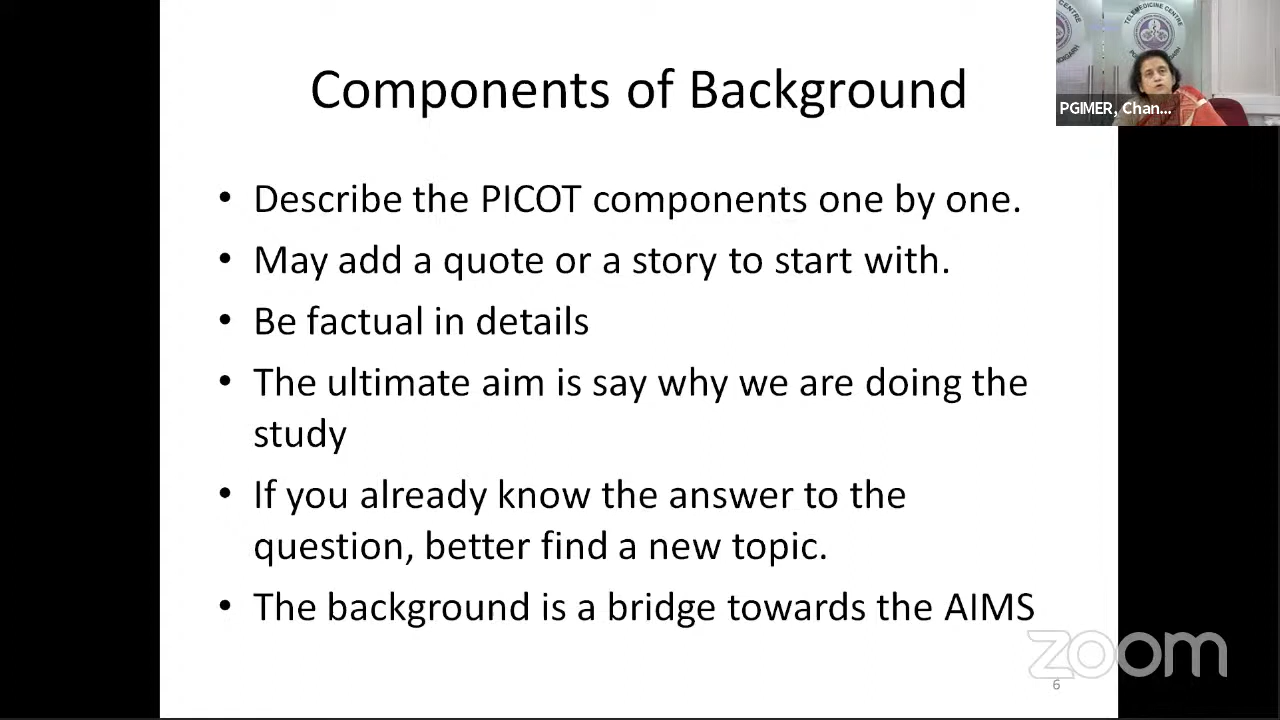 Components of Background
• Describe the PICOT components one by one.
• May add a quote or a story to start with.
• Be factual in details
• The ultimate aim is say why we are doing the
study
• If you already know the answer to the
question, better find a new topic.
• The background is a bridge towards the AIMS
6
zoom
TELEMEDICINE CENTRE
PGIMER, Chan...